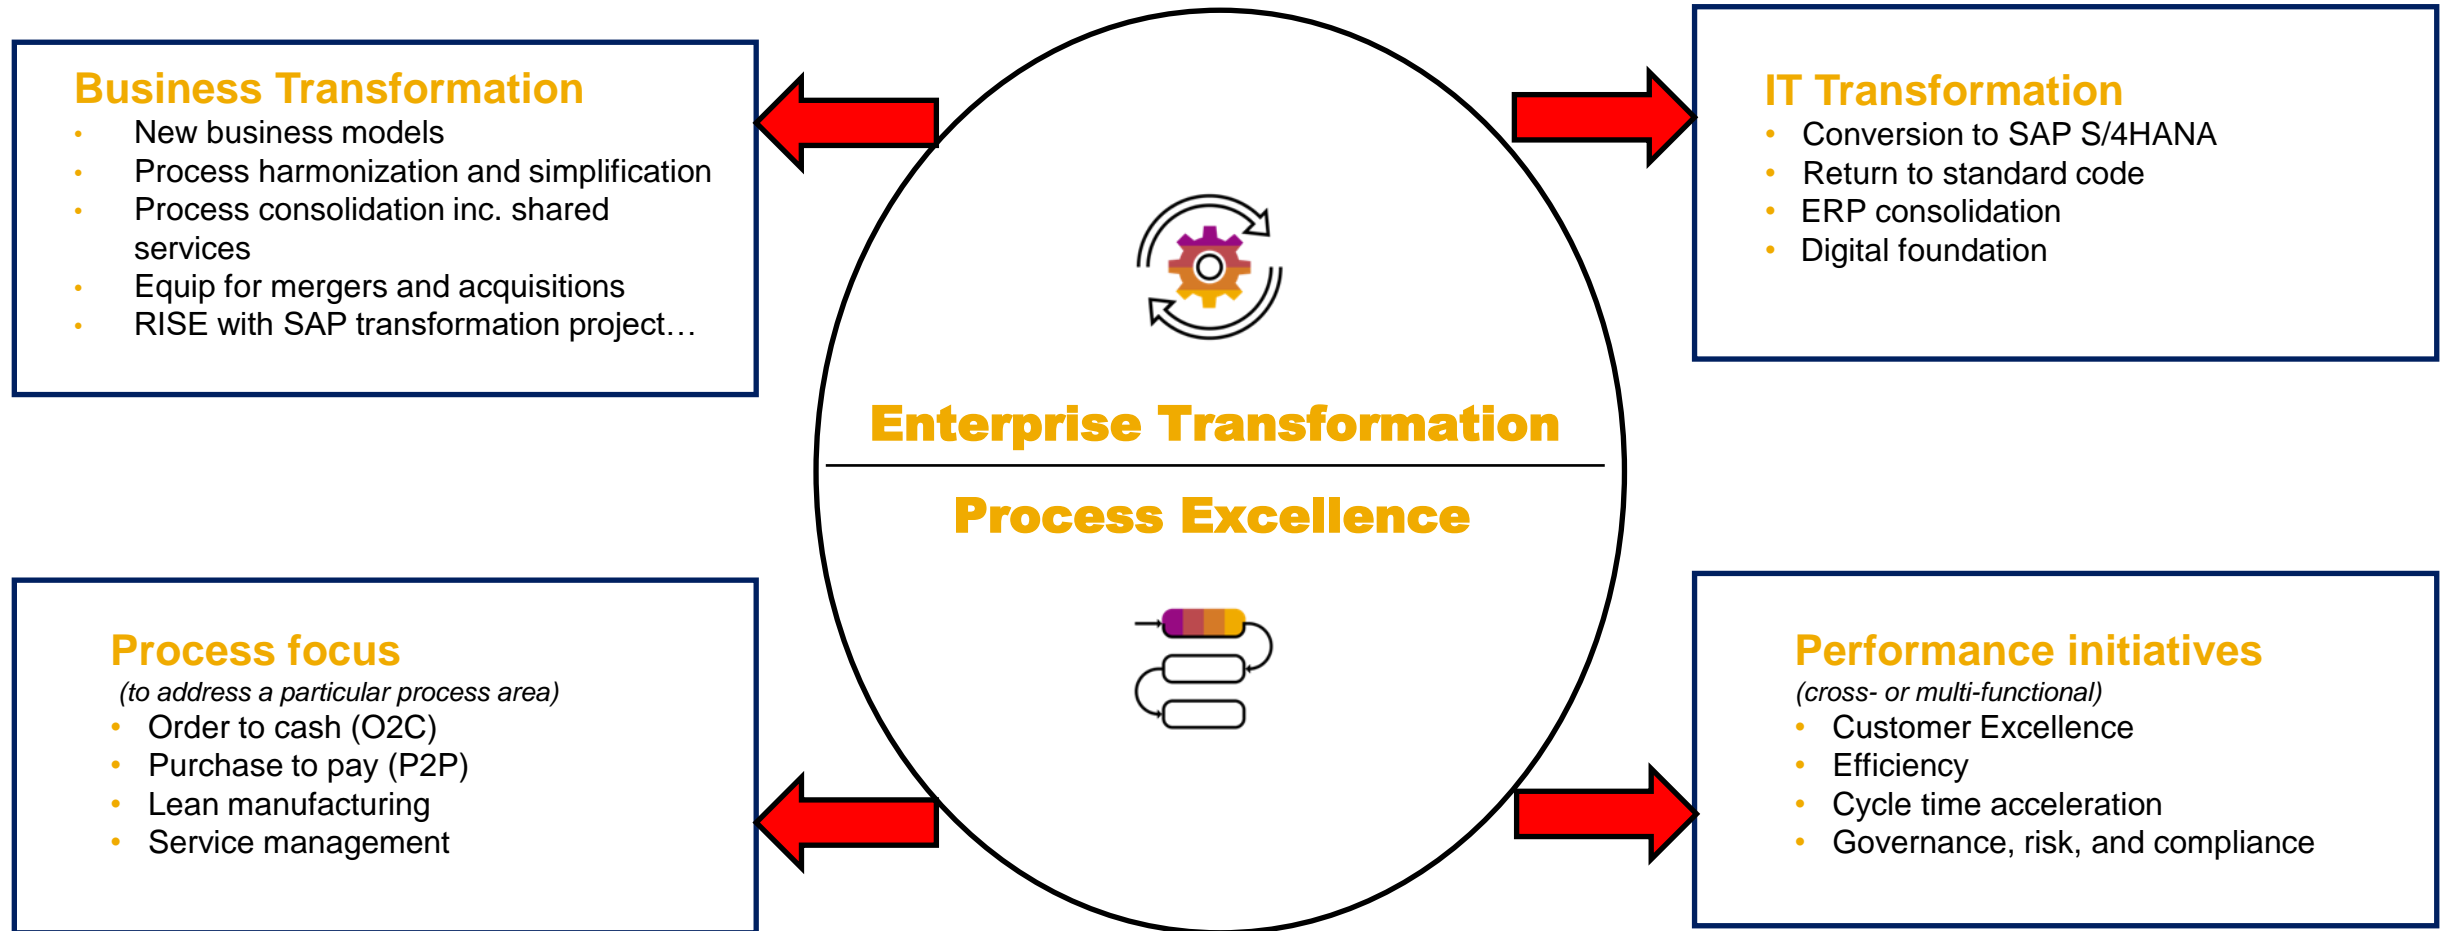 Business Transformation
• New business models
• Process harmonization and simplification
• Process consolidation inc. shared
services
• Equip for mergers and acquisitions
• RISE with SAP transformation project…
IT Transformation
• Conversion to SAP S/4HANA
• Return to standard code
• ERP consolidation
• Digital foundation
Enterprise Transformation
Process Excellence
Process focus
(to address a particular process area)
• Order to cash (O2C)
• Purchase to pay (P2P)
• Lean manufacturing
• Service management
Performance initiatives
(cross- or multi-functional)
• Customer Excellence
• Efficiency
• Cycle time acceleration
• Governance, risk, and compliance